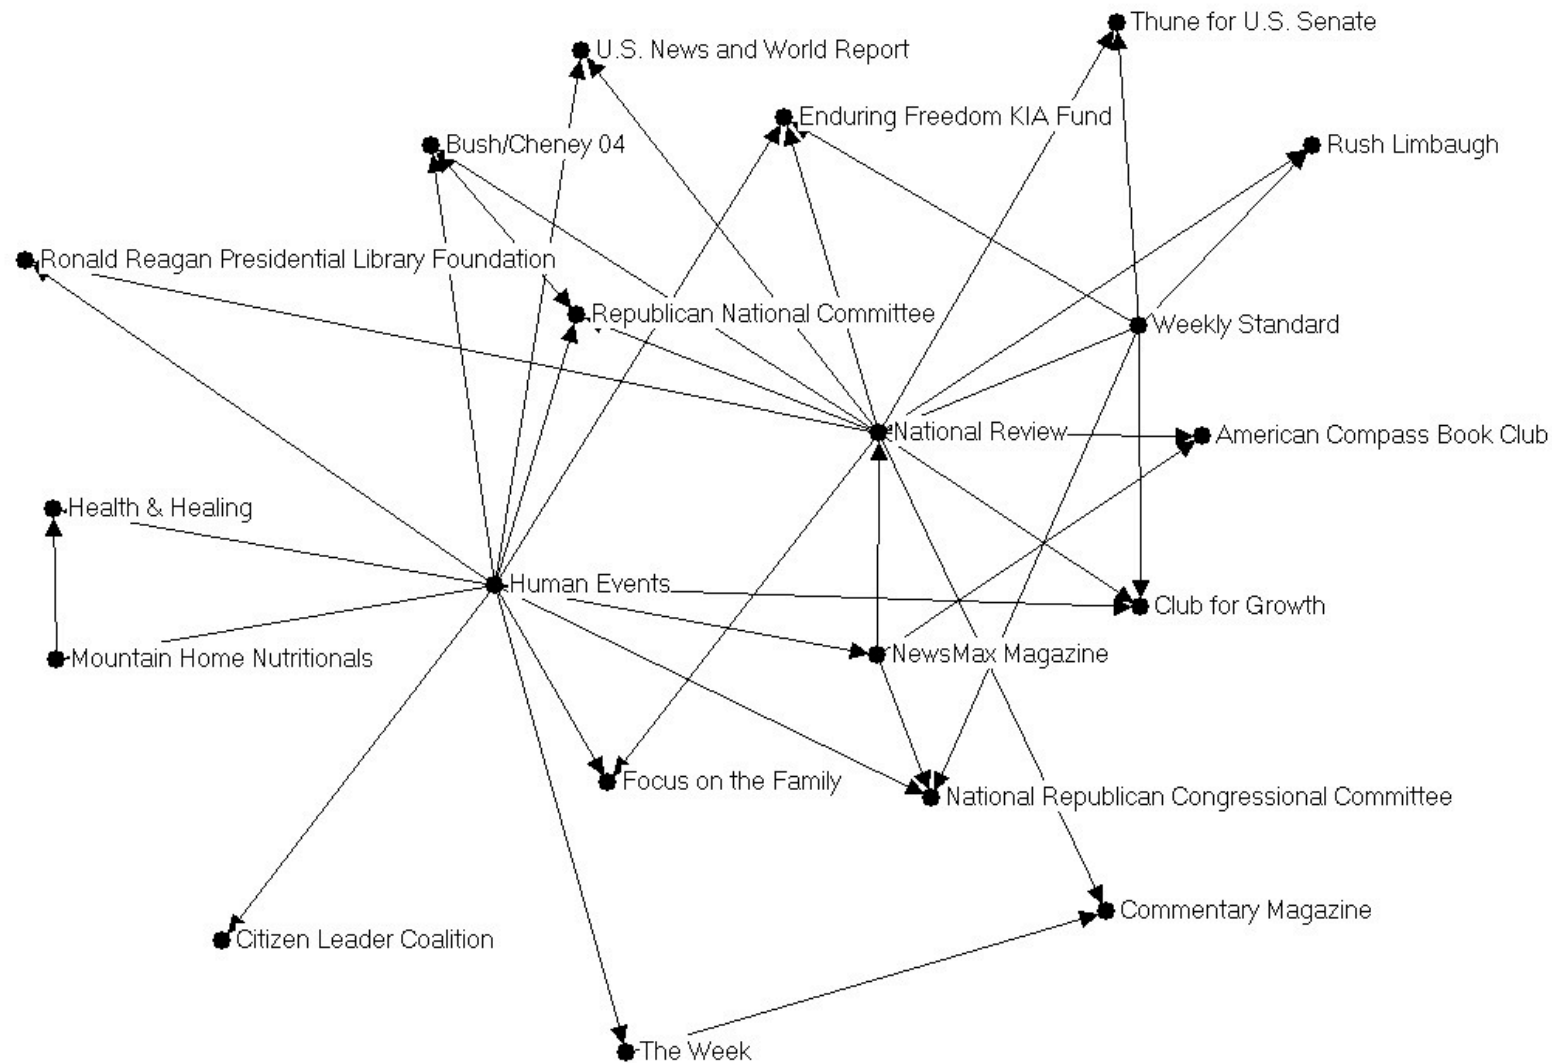 Thune for U.S. Senate
U.S. News and World Report
Enduring Freedom KIA Fund
Bush/Cheney 04
Rush Limbaugh
Ronald Reagan Presidential Library Foundation
Republican National Committee
Weekly Standard
National Review
American Compass Book Club
Health & Healing
Human Events
Club for Growth
NewsMax Magazine
Mountain Home Nutritionals
Focus on the Family
National Republican Congressional Committee
Commentary Magazine
Citizen Leader Coalition
The Week